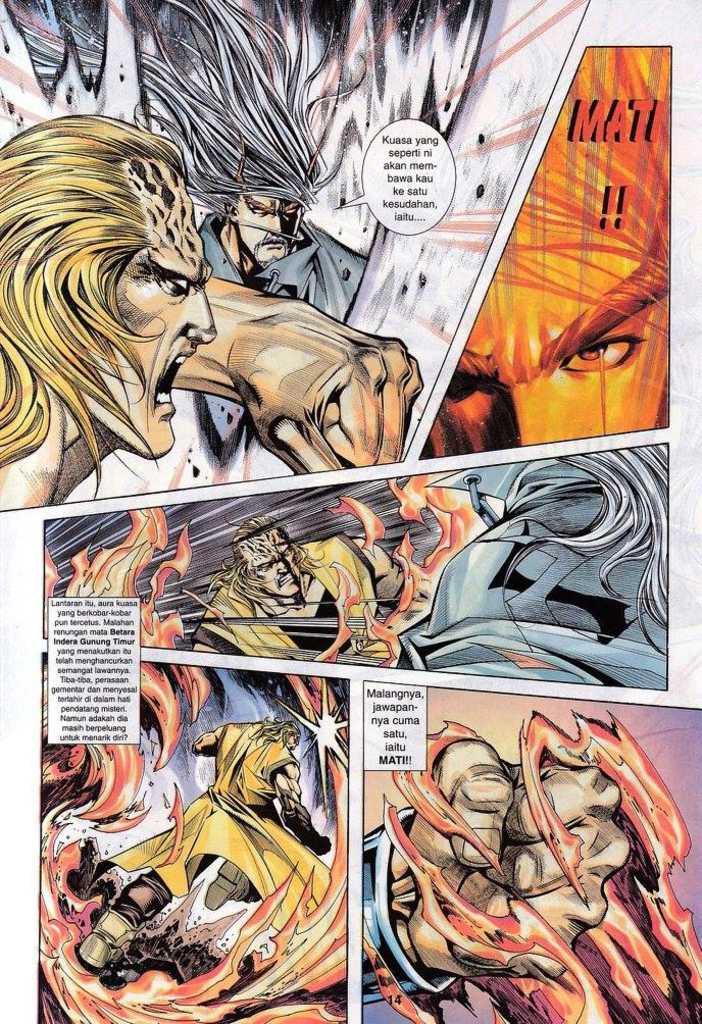 Kuasa yang
seperti ni
akan mem-
bawa kau
ke satu
kesudahan,
iaitu....
MATI
!!
Lantaran itu, aura kuasa
yang berkobar-kobar
pun tercetus. Malahan
renungan mata Betara
Indera Gunung Timur
yang menakutkan itu
telah menghancurkan
semangat lawannya.
Tiba-tiba, perasaan
gementar dan menyesal
terlahir di dalam hati
pendatang misteri.
Namun adakah dia
masih berpeluang
untuk menarik diri?
Malangnya,
jawapan-
nya cuma
satu,
iaitu
MATI!!
14